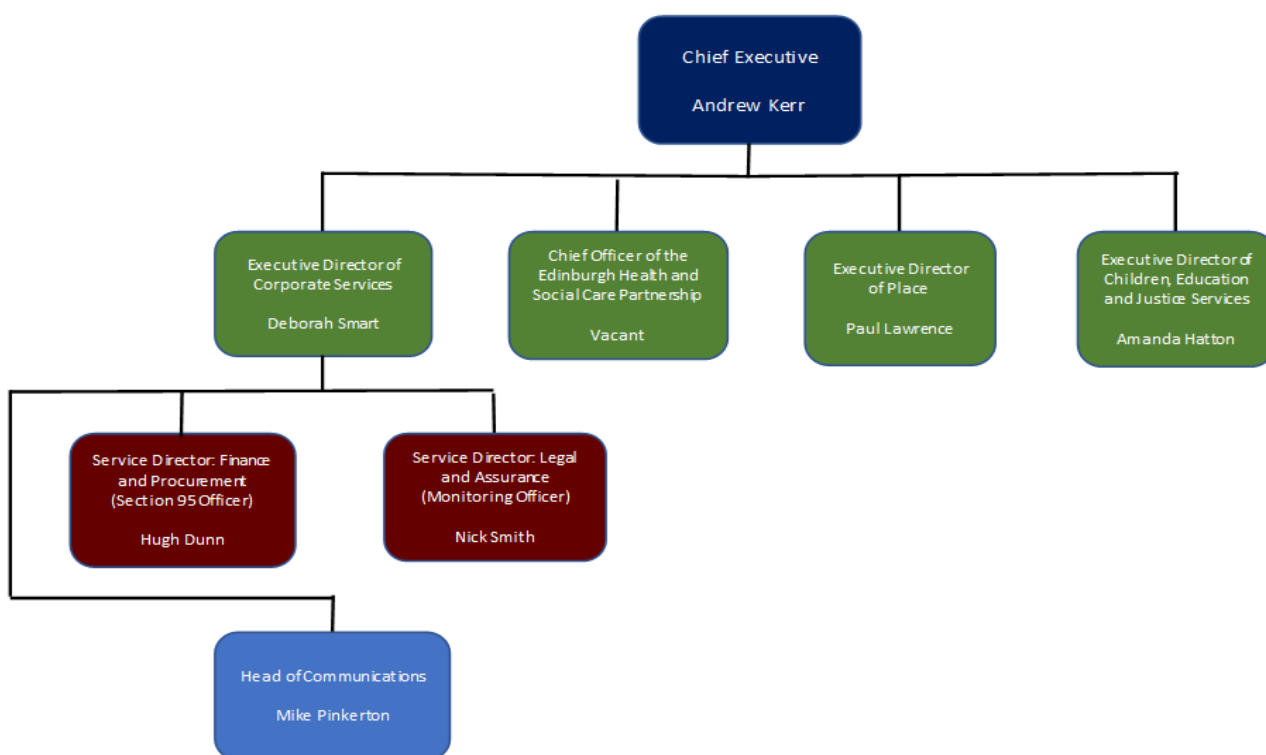 Chief Executive
Andrew Kerr
Executive Director of
Corporate Services
Deborah Smart
Chief Officer of the
Edinburgh Health and
Social Care Partnership
Vacant
Executive Director
of Place
Paul Lawrence
Executive Director of
Children, Education
and Justice Services
Amanda Hatton
Service Director: Finance
and Procurement
(Section 95 Officer)
Hugh Dunn
Service Director: Legal
and Assurance
(Monitoring Officer)
Nick Smith
Head of Communications
Mike Pinkerton